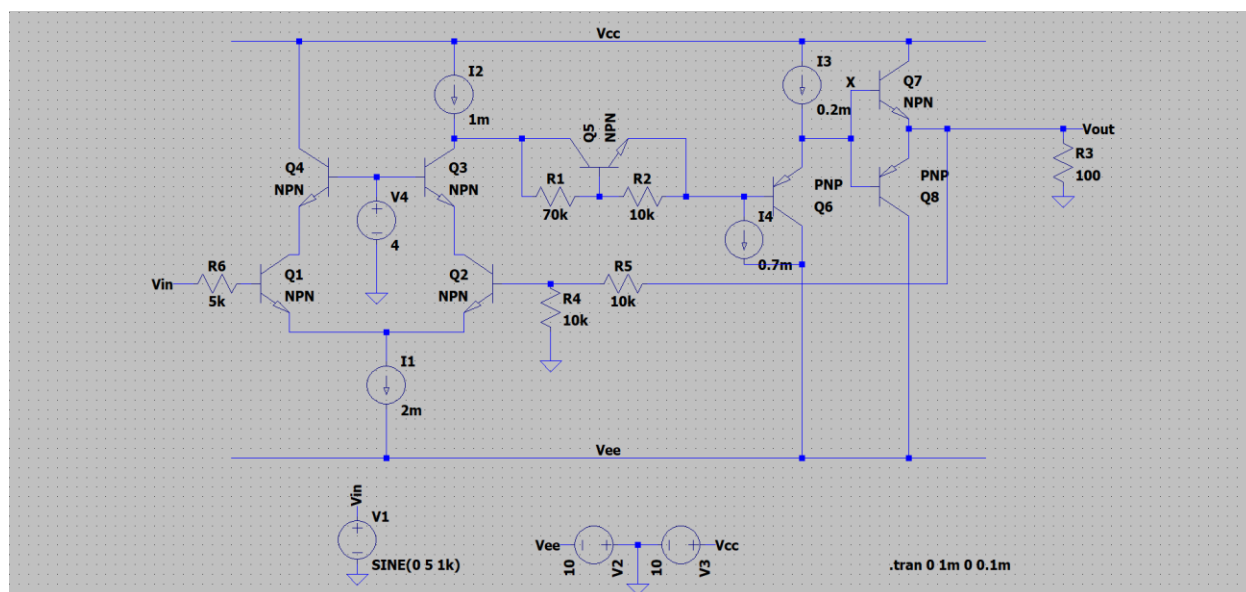 Vcc
I2
1m
I3
0.2m
X
Q7
NPN
Q5
NPN
Vout
Q4
NPN
Q3
NPN
V4
4
R1
70k
R2
10k
PNP
Q6
PNP
Q8
R3
100
I4
0.7m
Vin
R6
5k
Q1
NPN
Q2
NPN
R5
10k
R4
10k
I1
2m
Vee
Vin
V1
SINE(0 5 1k)
Vee
10
V2
10
V3
Vcc
.tran 0 1m 0 0.1m